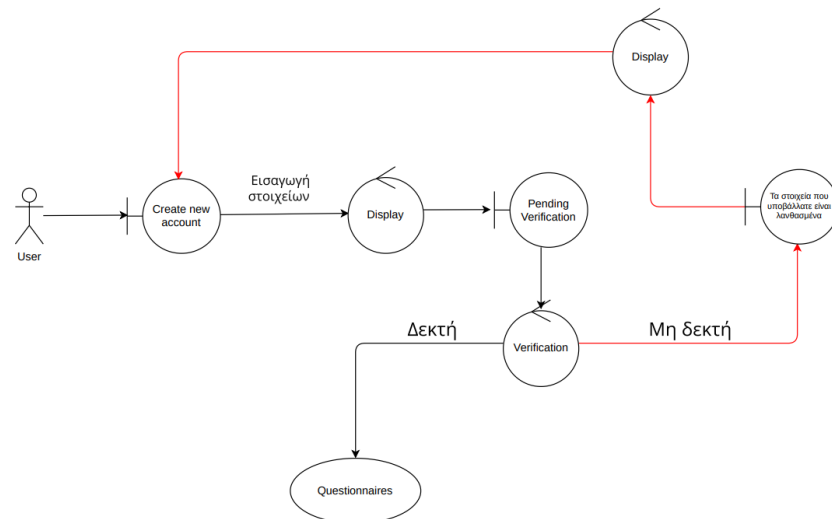 Display
Εισαγωγή
στοιχείων
Create new
account
Display
Pending
Verification
Τα στοιχεία που
υποβάλλατε είναι
λανθασμένα
User
Δεκτή
Verification
Μη δεκτή
Questionnaires